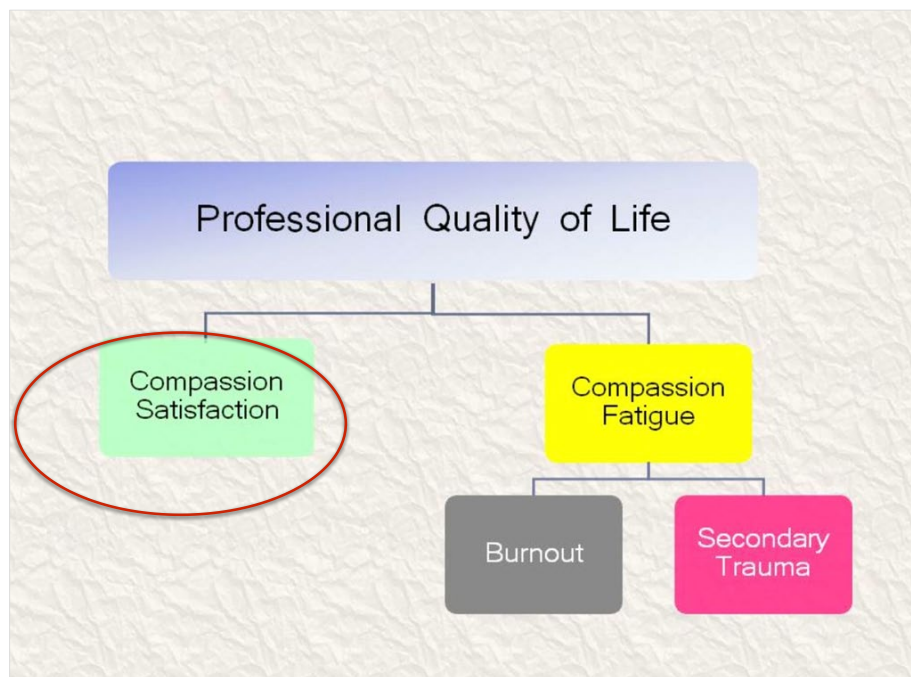 Professional Quality of Life
Compassion
Satisfaction
Compassion
Fatigue
Burnout
Secondary
Trauma